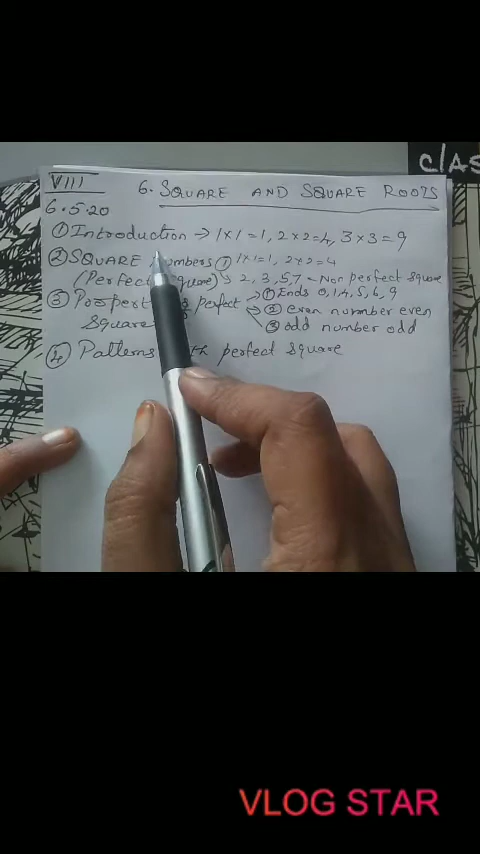 CLAS
VIII
6. SQUARE AND SQUARE ROOTS
6.5.20
① Introduction → 1×1=1, 2×2=4, 3×3=9
② SQUARE numbers ① 1×1=1, 2×2=4
(Perfect square) ↳ 2, 3, 5, 7 - Non perfect square
③ perfect → ① Ends 0,1,4,5,6,9
Square → ② even number even
③ odd number odd
④ Patterns perfect square
VLOG STAR